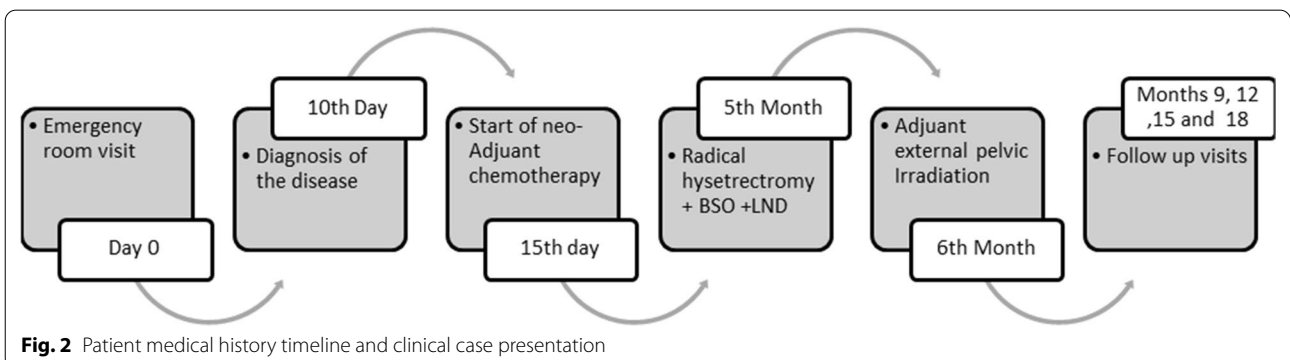 • Emergency
room visit
Day 0
10th Day
• Diagnosis of
the disease
• Start of neo-
Adjuant
chemotherapy
15th day
5th Month
• Radical
hysetrectromy
+ BSO +LND
• Adjuant
external pelvic
Irradiation
6th Month
Months 9, 12
,15 and 18
• Follow up visits
Fig. 2 Patient medical history timeline and clinical case presentation